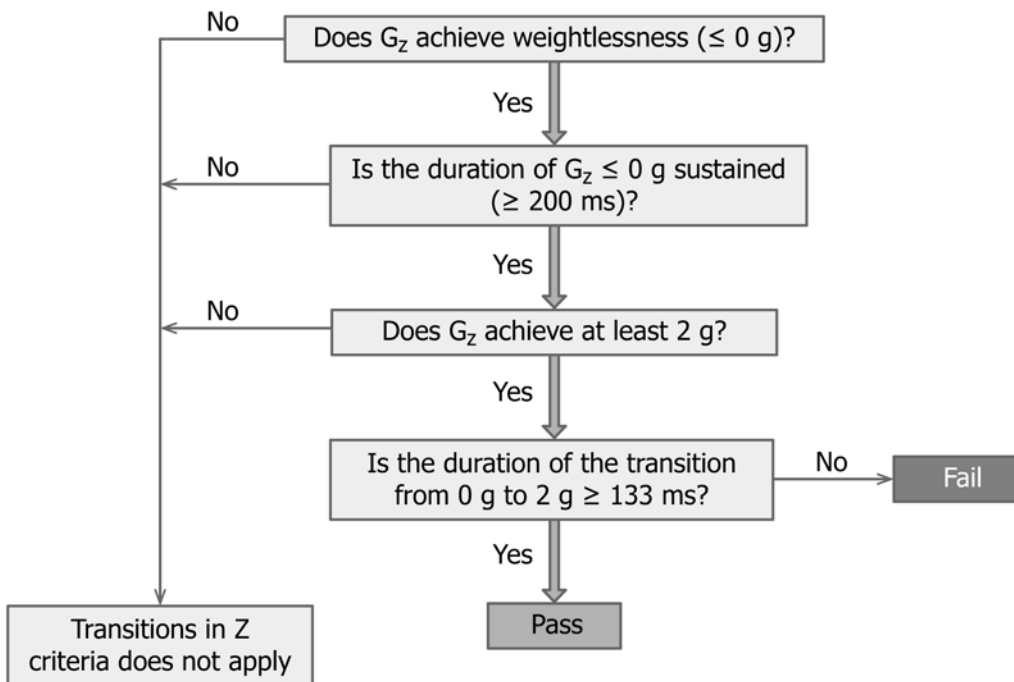 No
Does Gz achieve weightlessness (≤ 0 g)?
Yes
No
Is the duration of Gz ≤ 0 g sustained
(≥ 200 ms)?
Yes
No
Does Gz achieve at least 2 g?
Yes
Is the duration of the transition
from 0 g to 2 g ≥ 133 ms?
No
Fail
Yes
Transitions in Z
criteria does not apply
Pass